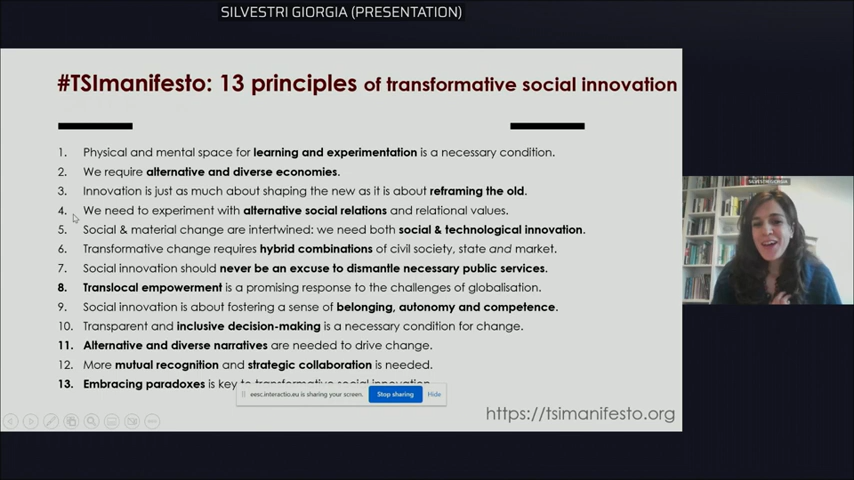 SILVESTRI GIORGIA (PRESENTATION)
#TSImanifesto: 13 principles of transformative social innovation
1. Physical and mental space for learning and experimentation is a necessary condition.
2. We require alternative and diverse economies.
3. Innovation is just as much about shaping the new as it is about reframing the old.
4. We need to experiment with alternative social relations and relational values.
5. Social & material change are intertwined: we need both social & technological innovation.
6. Transformative change requires hybrid combinations of civil society, state and market.
7. Social innovation should never be an excuse to dismantle necessary public services.
8. Translocal empowerment is a promising response to the challenges of globalisation.
9. Social innovation is about fostering a sense of belonging, autonomy and competence.
10. Transparent and inclusive decision-making is a necessary condition for change.
11. Alternative and diverse narratives are needed to drive change.
12. More mutual recognition and strategic collaboration is needed.
13. Embracing paradoxes is key to transformative social innovation.
eesc.interactio.eu is sharing your screen. Stop sharing Hide
https://tsimanifesto.org
SILVESTRI GIORGIA